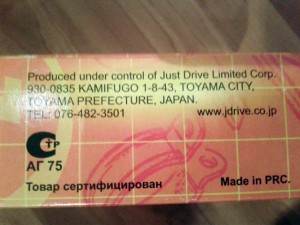 Produced under control of Just Drive Limited Corp.
930-0835 KAMIFUGO 1-8-43, TOYAMA CITY,
TOYAMA PREFECTURE, JAPAN.
TEL: 076-482-3501 www.jdrive.co.jp
АГ 75
Товар сертифицирован Made in PRC.